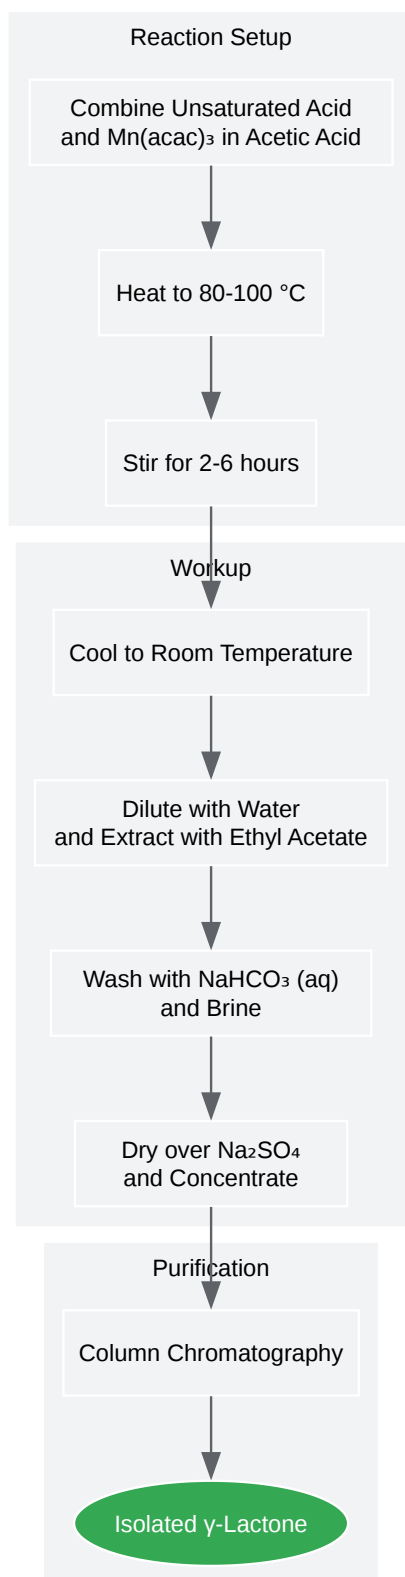 Reaction Setup
Combine Unsaturated Acid
and Mn(acac)₃ in Acetic Acid
Heat to 80-100 °C
Stir for 2-6 hours
Workup
Cool to Room Temperature
Dilute with Water
and Extract with Ethyl Acetate
Wash with NaHCO₃ (aq)
and Brine
Dry over Na₂SO₄
and Concentrate
Purification
Column Chromatography
Isolated γ-Lactone